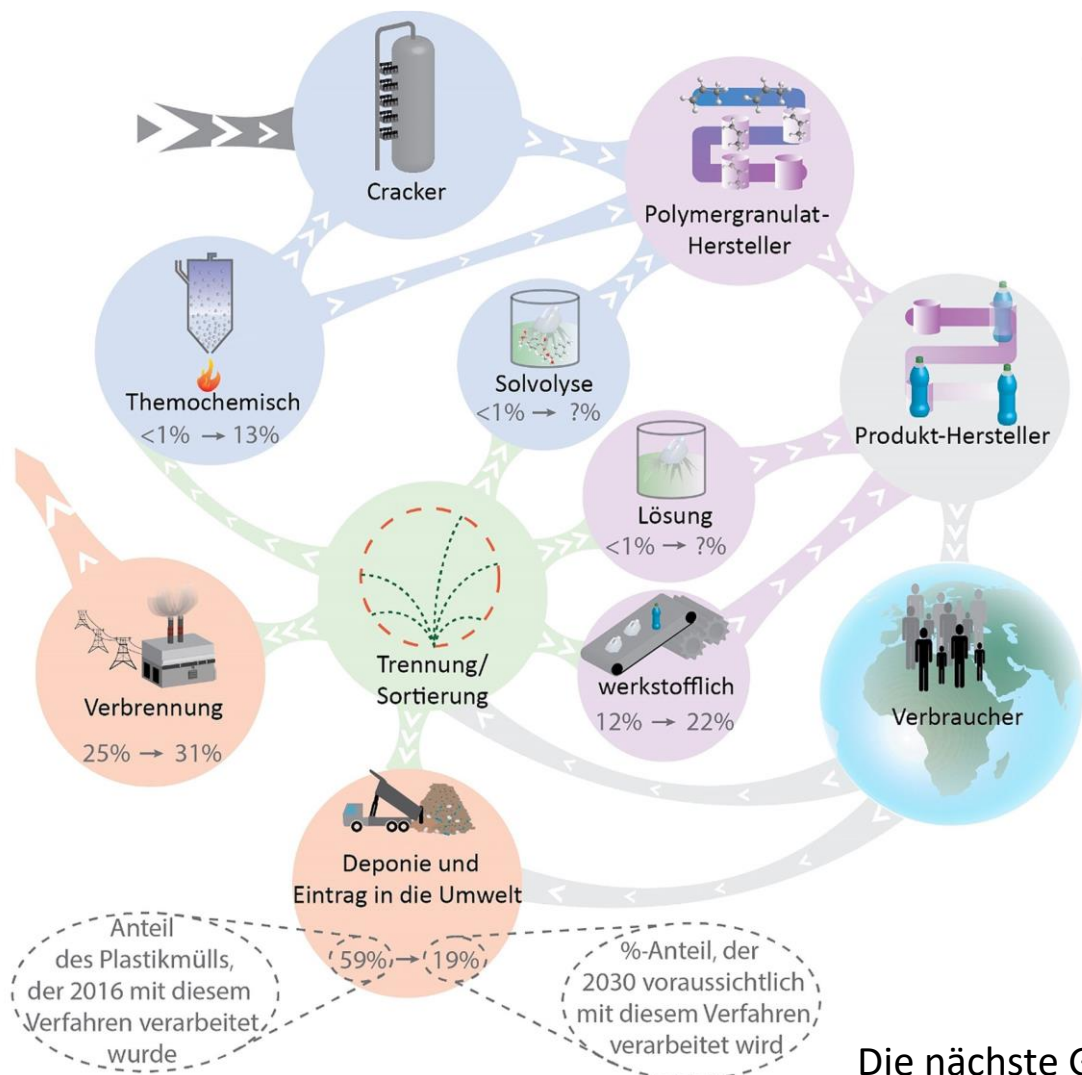 Cracker
Polymergranulat-
Hersteller
Themochemisch
<1% → 13%
Solvolyse
<1% → ?%
Produkt-Hersteller
Lösung
<1% → ?%
Trennung/
Sortierung
werkstofflich
12% → 22%
Verbrennung
25% → 31%
Verbraucher
Deponie und
Eintrag in die Umwelt
59% → 19%
Anteil
des Plastikmülls,
der 2016 mit diesem
Verfahren verarbeitet
wurde
%-Anteil, der
2030 voraussichtlich
mit diesem Verfahren
verarbeitet wird
Die nächste G